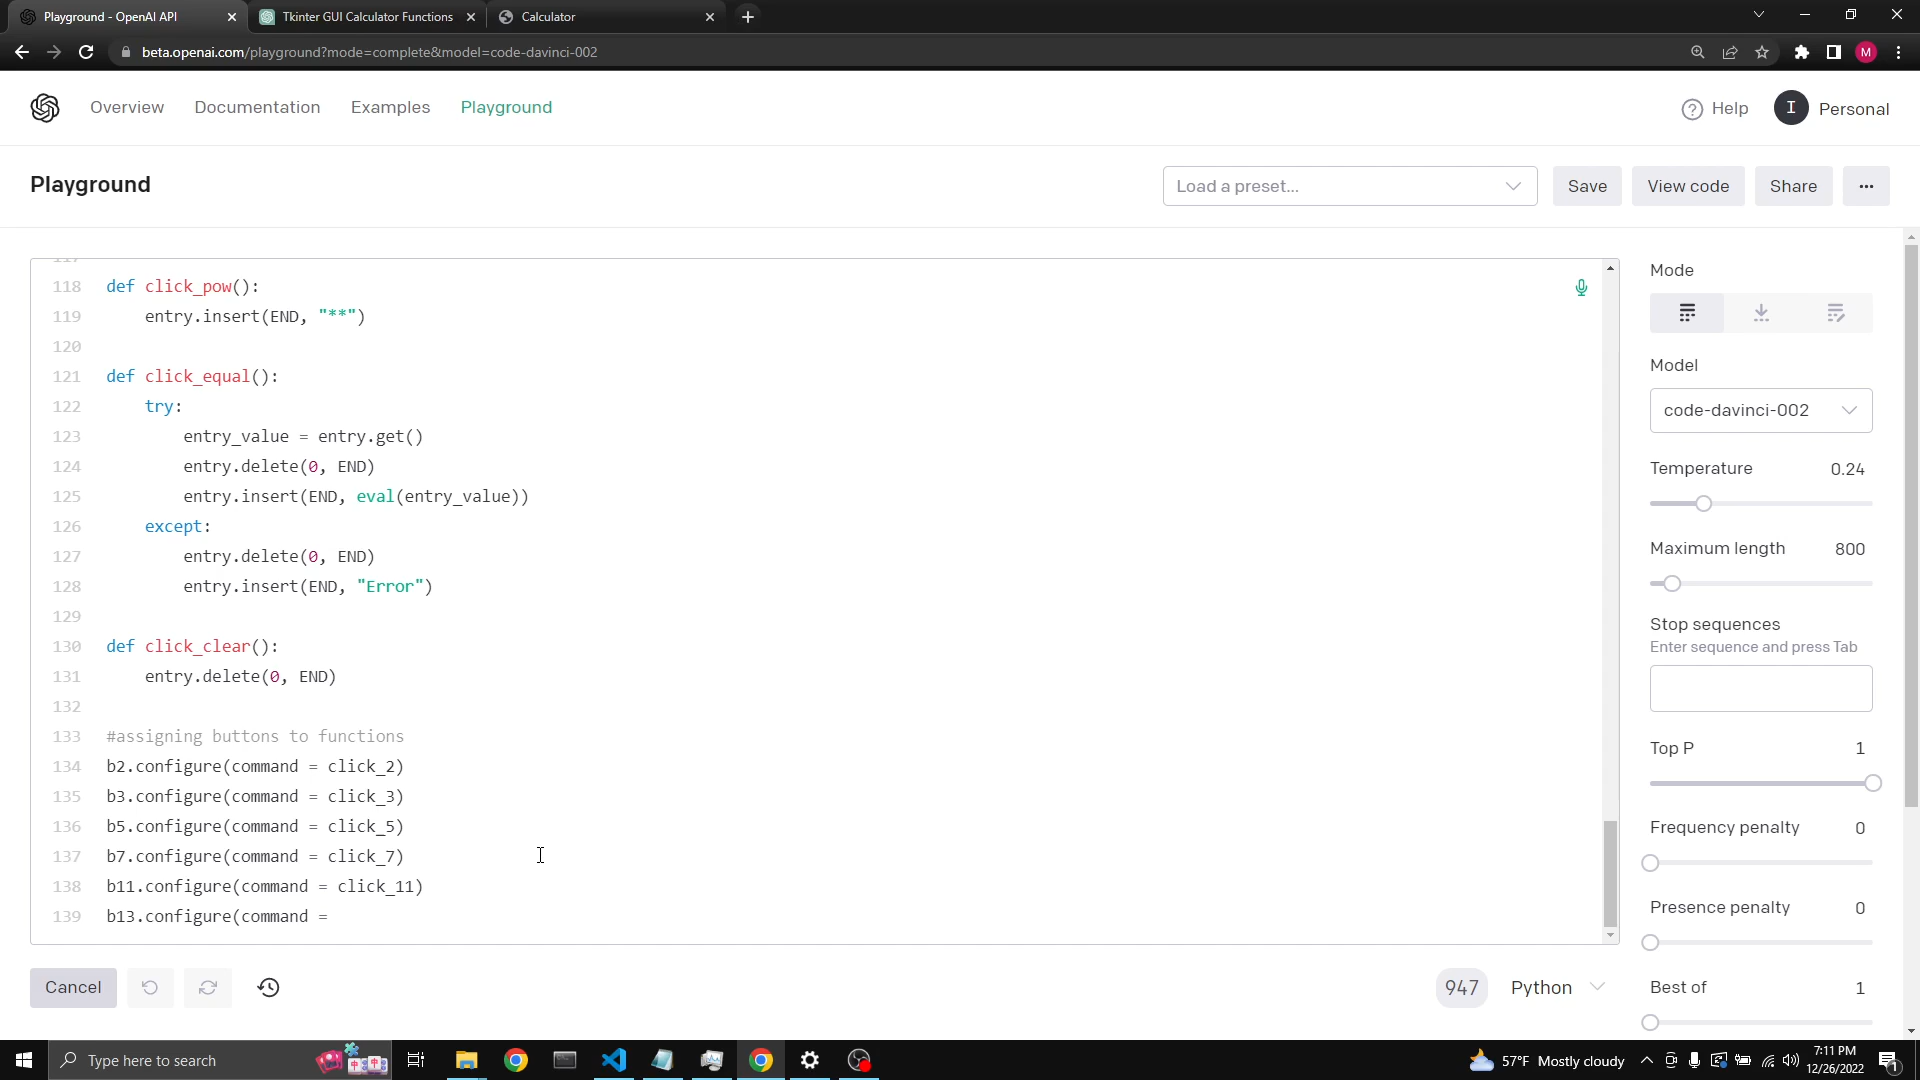 Playground - OpenAI API
Tkinter GUI Calculator Functions
Calculator
beta.openai.com/playground?mode=complete&model=code-davinci-002
M
Overview Documentation Examples Playground
? Help I Personal
Playground
Load a preset...
Save View code Share ...
118 def click_pow():
119 entry.insert(END, "**")
120
121 def click_equal():
122 try:
123 entry_value = entry.get()
124 entry.delete(0, END)
125 entry.insert(END, eval(entry_value))
126 except:
127 entry.delete(0, END)
128 entry.insert(END, "Error")
129
130 def click_clear():
131 entry.delete(0, END)
132
133 #assigning buttons to functions
134 b2.configure(command = click_2)
135 b3.configure(command = click_3)
136 b5.configure(command = click_5)
137 b7.configure(command = click_7)
138 b11.configure(command = click_11)
139 b13.configure(command =
Mode
Model
code-davinci-002
Temperature 0.24
Maximum length 800
Stop sequences
Enter sequence and press Tab
Top P 1
Frequency penalty 0
Presence penalty 0
Best of 1
Cancel
947 Python
Type here to search
57°F Mostly cloudy
7:11 PM
12/26/2022
1